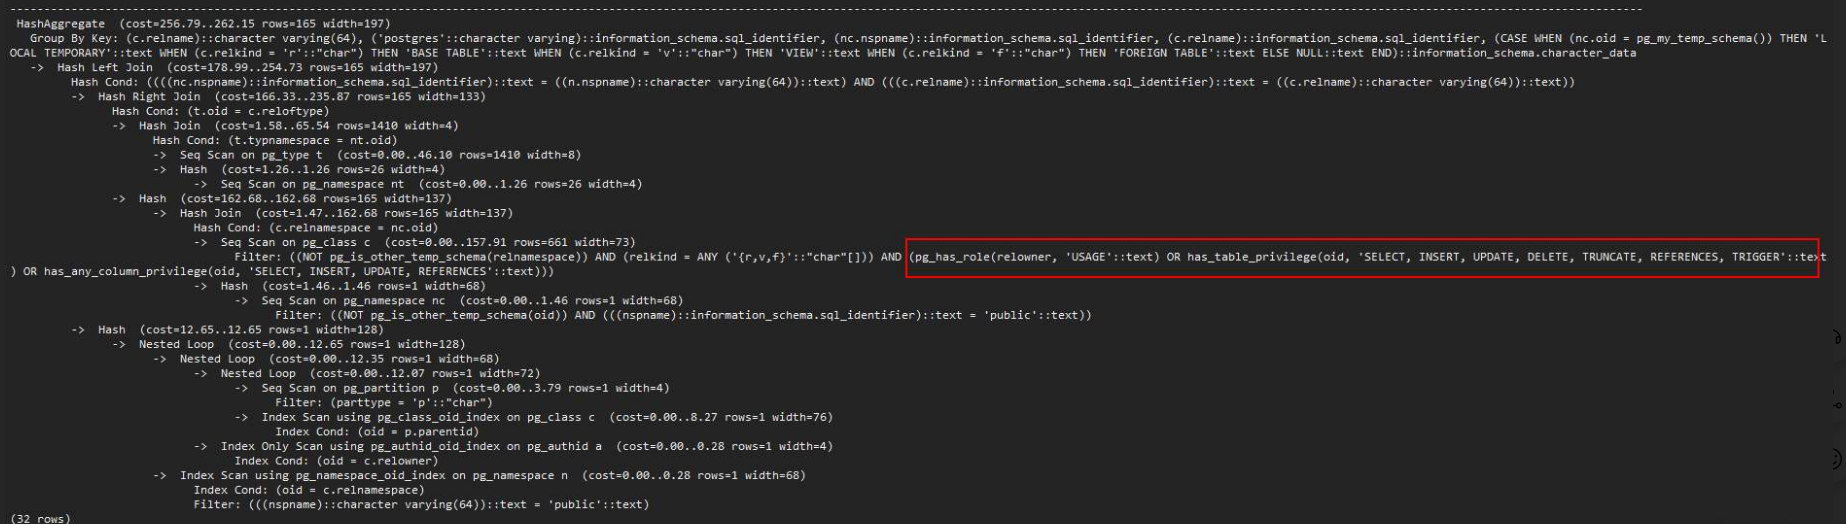 ---------------------------------------------------------------------------------------------------------------------------------------------------------------------------------------------------------------------------------------------
HashAggregate  (cost=256.79..262.15 rows=165 width=197)
Group By Key: (c.relname)::character varying(64), ('postgres'::character varying)::information_schema.sql_identifier, (nc.nspname)::information_schema.sql_identifier, (c.relname)::information_schema.sql_identifier, (CASE WHEN (nc.oid = pg_my_temp_schema()) THEN 'L
OCAL TEMPORARY'::text WHEN (c.relkind = 'r'::"char") THEN 'BASE TABLE'::text WHEN (c.relkind = 'v'::"char") THEN 'VIEW'::text WHEN (c.relkind = 'f'::"char") THEN 'FOREIGN TABLE'::text ELSE NULL::text END)::information_schema.character_data
->  Hash Left Join  (cost=178.99..254.73 rows=165 width=197)
Hash Cond: ((((nc.nspname)::information_schema.sql_identifier)::text = ((n.nspname)::character varying(64))::text) AND (((c.relname)::information_schema.sql_identifier)::text = ((c.relname)::character varying(64))::text))
->  Hash Right Join  (cost=166.33..235.87 rows=165 width=133)
Hash Cond: (t.oid = c.reloftype)
->  Hash Join  (cost=1.58..65.54 rows=1410 width=4)
Hash Cond: (t.typnamespace = nt.oid)
->  Seq Scan on pg_type t  (cost=0.00..46.10 rows=1410 width=8)
->  Hash  (cost=1.26..1.26 rows=26 width=4)
->  Seq Scan on pg_namespace nt  (cost=0.00..1.26 rows=26 width=4)
->  Hash  (cost=162.68..162.68 rows=165 width=137)
->  Hash Join  (cost=1.47..162.68 rows=165 width=137)
Hash Cond: (c.relnamespace = nc.oid)
->  Seq Scan on pg_class c  (cost=0.00..157.91 rows=661 width=73)
Filter: ((NOT pg_is_other_temp_schema(relnamespace)) AND (relkind = ANY ('{r,v,f}'::"char"[])) AND (pg_has_role(relowner, 'USAGE'::text) OR has_table_privilege(oid, 'SELECT, INSERT, UPDATE, DELETE, TRUNCATE, REFERENCES, TRIGGER'::text
) OR has_any_column_privilege(oid, 'SELECT, INSERT, UPDATE, REFERENCES'::text)))
->  Hash  (cost=1.46..1.46 rows=1 width=68)
->  Seq Scan on pg_namespace nc  (cost=0.00..1.46 rows=1 width=68)
Filter: ((NOT pg_is_other_temp_schema(oid)) AND (((nspname)::information_schema.sql_identifier)::text = 'public'::text))
->  Hash  (cost=12.65..12.65 rows=1 width=128)
->  Nested Loop  (cost=0.00..12.65 rows=1 width=128)
->  Nested Loop  (cost=0.00..12.35 rows=1 width=68)
->  Nested Loop  (cost=0.00..12.07 rows=1 width=72)
->  Seq Scan on pg_partition p  (cost=0.00..3.79 rows=1 width=4)
Filter: (parttype = 'p'::"char")
->  Index Scan using pg_class_oid_index on pg_class c  (cost=0.00..8.27 rows=1 width=76)
Index Cond: (oid = p.parentid)
->  Index Only Scan using pg_authid_oid_index on pg_authid a  (cost=0.00..0.28 rows=1 width=4)
Index Cond: (oid = c.relowner)
->  Index Scan using pg_namespace_oid_index on pg_namespace n  (cost=0.00..0.28 rows=1 width=68)
Index Cond: (oid = c.relnamespace)
Filter: (((nspname)::character varying(64))::text = 'public'::text)
(32 rows)